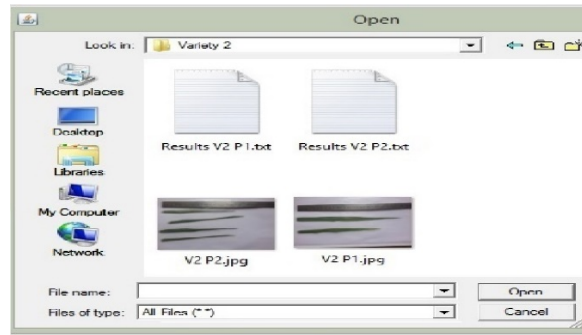 Open
Look in: Variety 2
Recent places
Desktop
Libraries
My Computer
Network
Results V2 P1.txt Results V2 P2.txt
V2 P2.jpg V2 P1.jpg
File name: Open
Files of type: All Files (*.*) Cancel